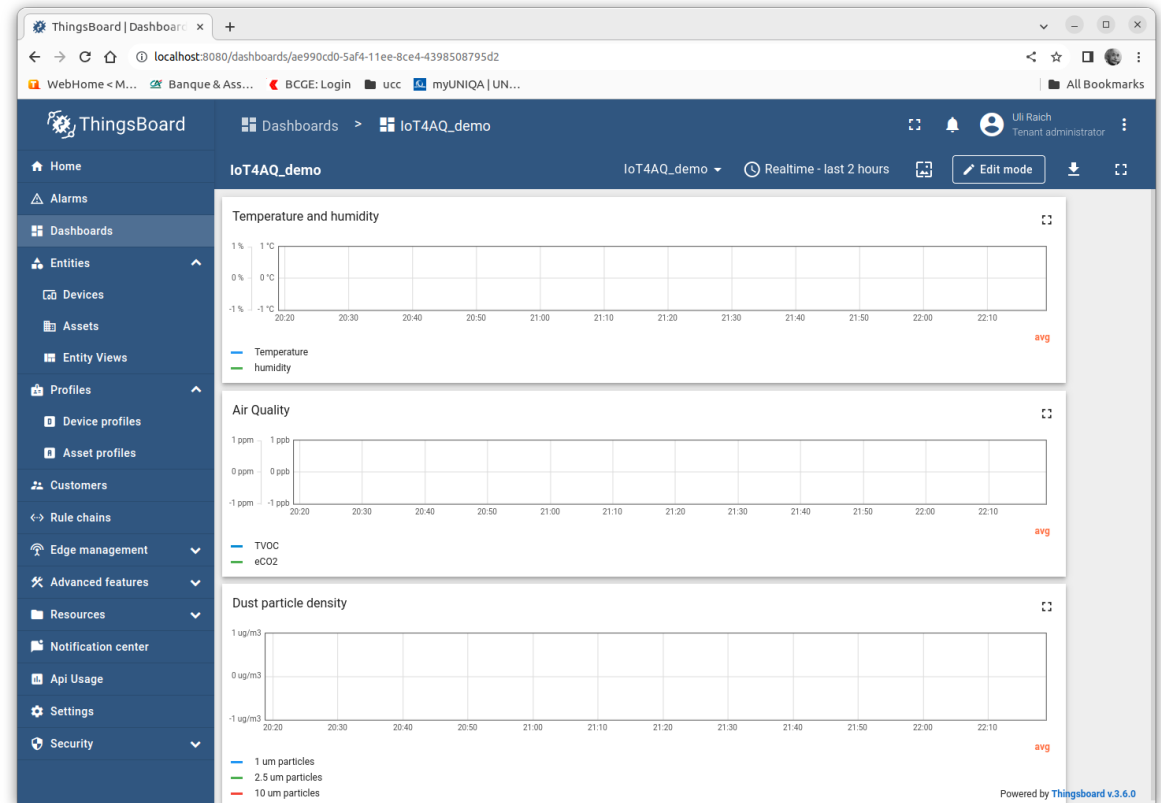 ThingsBoard | Dashboard
localhost:8080/dashboards/ae990cd0-5af4-11ee-8ce4-4398508795d2
WebHome < M... Banque & Ass... BCGE: Login ucc myUNIQA | UN... All Bookmarks
ThingsBoard
Dashboards > IoT4AQ_demo
Uli Raich
Tenant administrator
IoT4AQ_demo
IoT4AQ_demo Realtime - last 2 hours Edit mode
Home
Alarms
Dashboards
Entities
Devices
Assets
Entity Views
Profiles
D Device profiles
A Asset profiles
Customers
Rule chains
Edge management
Advanced features
Resources
Notification center
Api Usage
Settings
Security
Temperature and humidity
1 % 1 °C
0 % 0 °C
-1 % -1 °C
20:20 20:30 20:40 20:50 21:00 21:10 21:20 21:30 21:40 21:50 22:00 22:10
avg
Temperature
humidity
Air Quality
1 ppm 1 ppb
0 ppm 0 ppb
-1 ppm -1 ppb
20:20 20:30 20:40 20:50 21:00 21:10 21:20 21:30 21:40 21:50 22:00 22:10
avg
TVOC
eCO2
Dust particle density
1 ug/m3
0 ug/m3
-1 ug/m3
20:20 20:30 20:40 20:50 21:00 21:10 21:20 21:30 21:40 21:50 22:00 22:10
avg
1 um particles
2.5 um particles
10 um particles
Powered by Thingsboard v.3.6.0